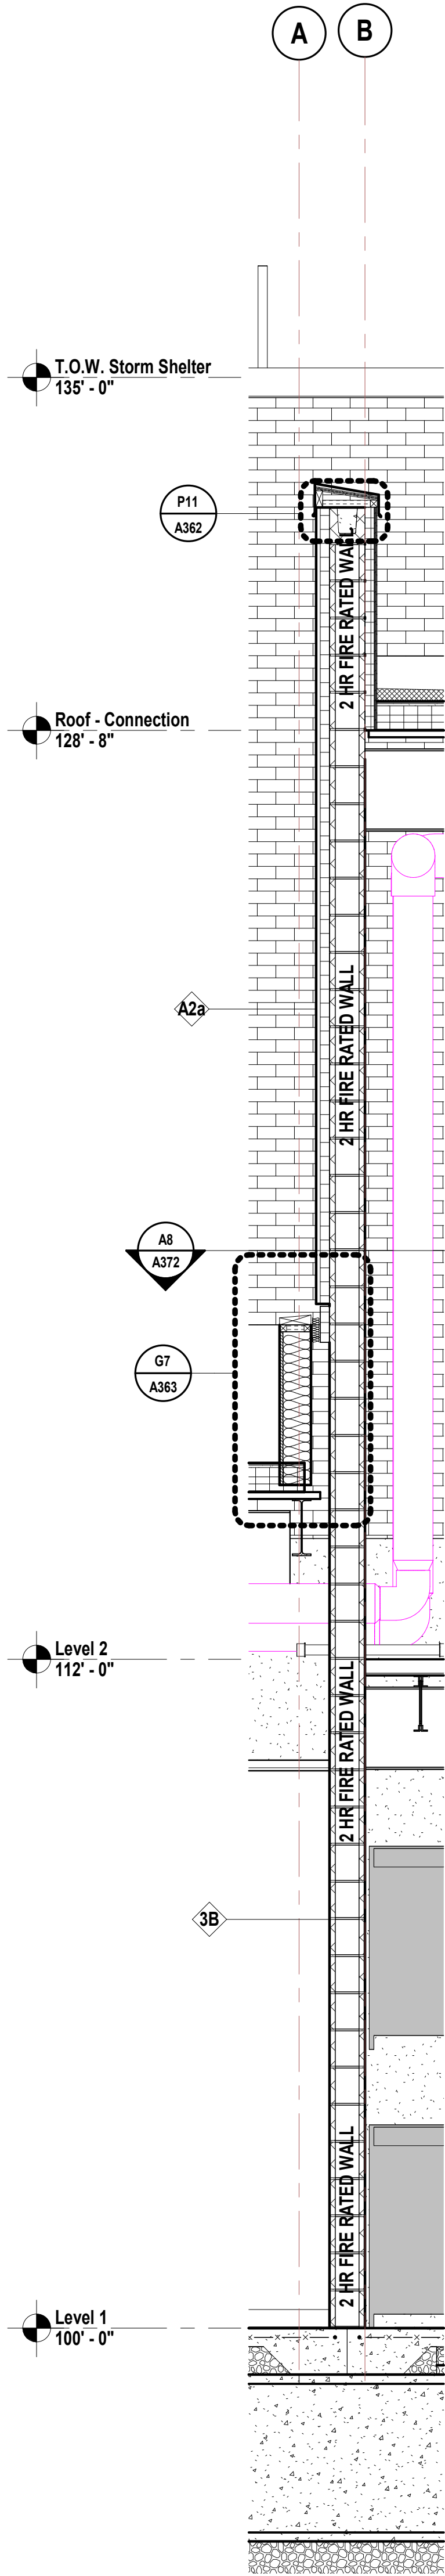 A
B
T.O.W. Storm Shelter
135' - 0"
P11
A362
2 HR FIRE RATED WALL
Roof - Connection
128' - 8"
A2a
2 HR FIRE RATED WALL
A8
A372
G7
A363
Level 2
112' - 0"
2 HR FIRE RATED WALL
3B
2 HR FIRE RATED WALL
Level 1
100' - 0"